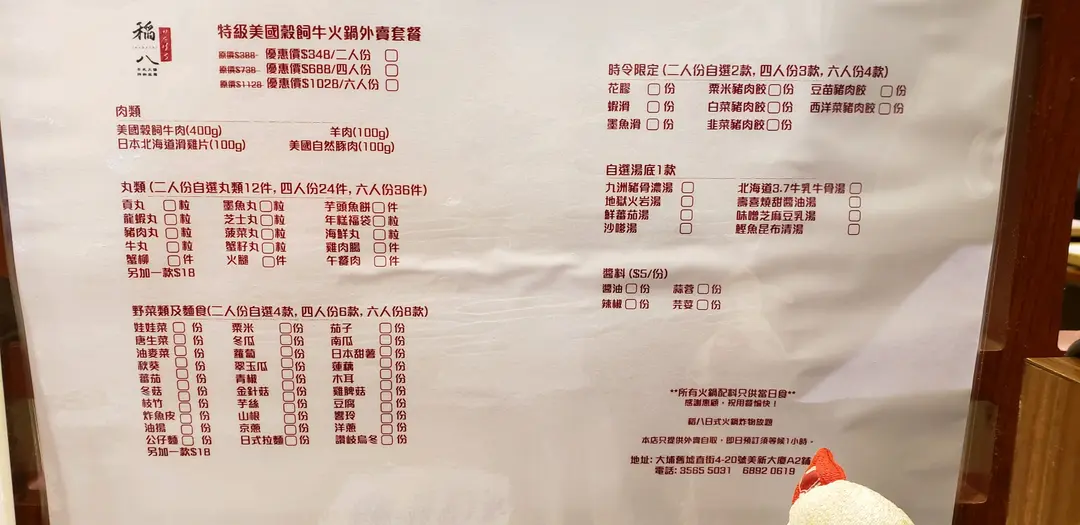 稻
八
特級美國穀飼牛火鍋外賣套餐
原價$388- 優惠價$348/二人份
原價$738- 優惠價$688/四人份
原價$1128- 優惠價$1028/六人份
肉類
美國穀飼牛肉(400g) 羊肉(100g)
日本北海道滑雞片(100g) 美國自然豚肉(100g)
丸類 (二人份自選丸類12件, 四人份24件, 六人份36件)
貢丸 粒 墨魚丸 粒 芋頭魚餅 件
龍蝦丸 粒 芝士丸 粒 年糕福袋 粒
豬肉丸 粒 菠菜丸 粒 海鮮丸 粒
牛丸 粒 蟹籽丸 粒 雞肉腸 件
蟹柳 件 火腿 件 午餐肉 件
另加一款$18
野菜類及麵食(二人份自選4款, 四人份6款, 六人份8款)
娃娃菜 份 粟米 份 茄子 份
唐生菜 份 冬瓜 份 南瓜 份
油麥菜 份 蘿蔔 份 日本甜薯 份
秋葵 份 翠玉瓜 份 蓮藕 份
蕃茄 份 青椒 份 木耳 份
冬菇 份 金針菇 份 雞脾菇 份
枝竹 份 芋絲 份 豆腐 份
炸魚皮 份 山根 份 響玲 份
油揚 份 京蔥 份 洋蔥 份
公仔麵 份 日式拉麵 份 讚岐烏冬 份
另加一款$18
時令限定 (二人份自選2款, 四人份3款, 六人份4款)
花膠 份 粟米豬肉餃 份 豆苗豬肉餃 份
蝦滑 份 白菜豬肉餃 份 西洋菜豬肉餃 份
墨魚滑 份 韭菜豬肉餃 份
自選湯底1款
九洲豬骨濃湯 北海道3.7牛乳牛骨湯
地獄火岩湯 壽喜燒甜醬油湯
鮮蕃茄湯 味噌芝麻豆乳湯
沙嗲湯 鰹魚昆布清湯
醬料 ($5/份)
醬油 份 蒜蓉 份
辣椒 份 芫荽 份
**所有火鍋配料只供當日食**
感謝惠顧，祝用餐愉快！
稻八日式火鍋炸物放題
本店只提供外賣自取，即日預訂須等候1小時。
地址: 大埔舊墟直街4-20號美新大廈A2鋪
電話: 3565 5031 6892 0619